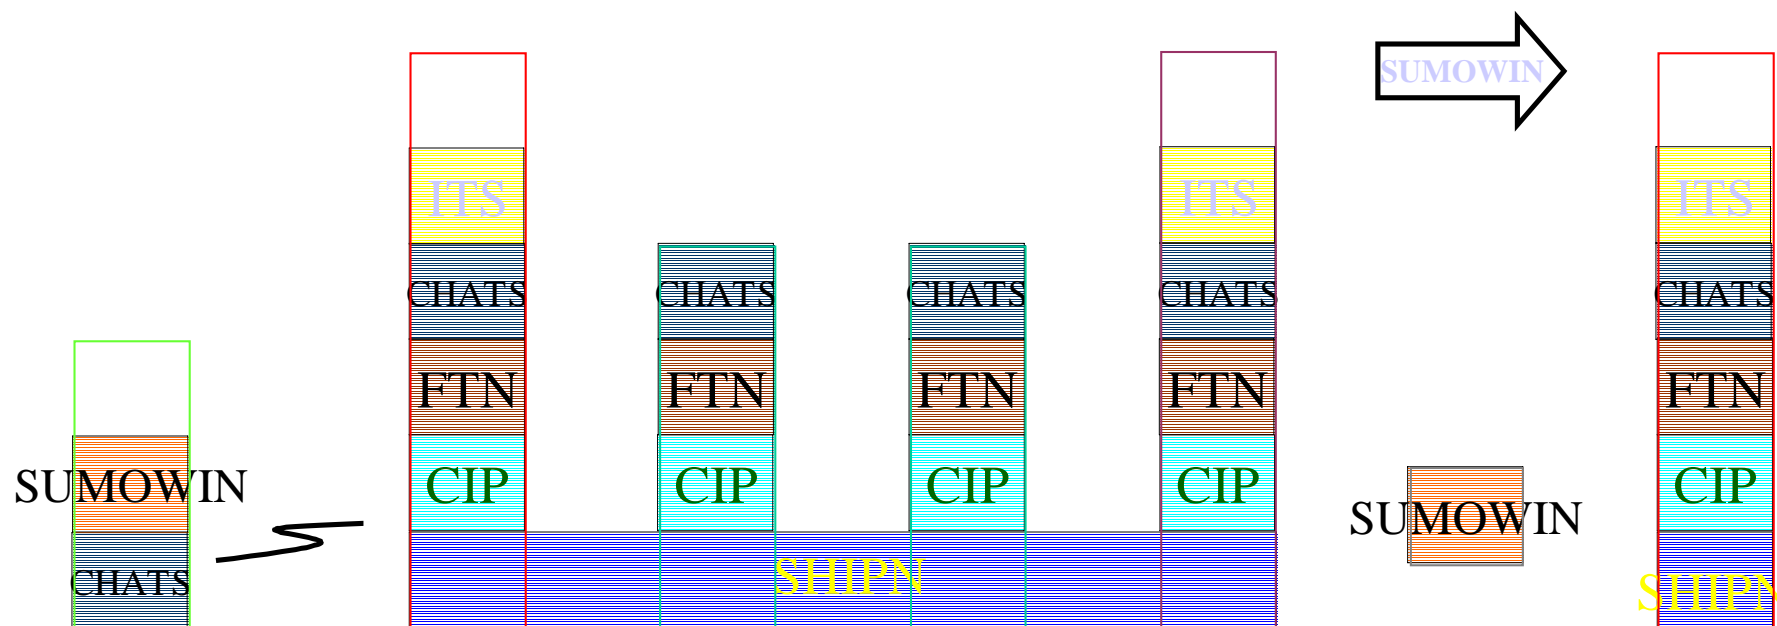 SUMOWIN
ITS ITS ITS
CHATS CHATS CHATS CHATS CHATS
FTN FTN FTN FTN FTN
SUMOWIN CIP CIP CIP CIP CIP
SUMOWIN
CHATS SHIPN SHIPN